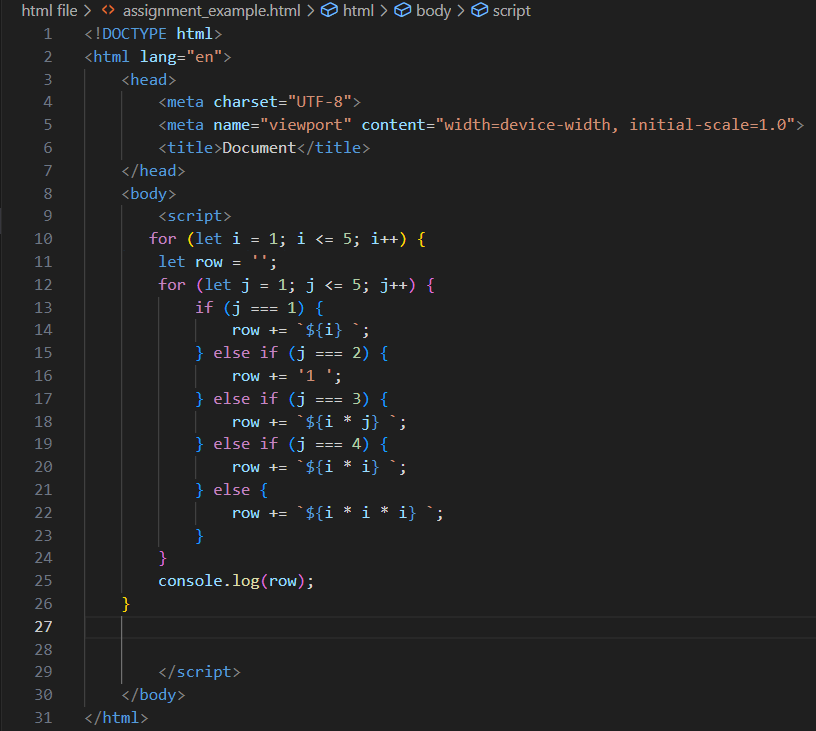 html file > assignment_example.html > html > body > script
1 <!DOCTYPE html>
2 <html lang="en">
3     <head>
4         <meta charset="UTF-8">
5         <meta name="viewport" content="width=device-width, initial-scale=1.0">
6         <title>Document</title>
7     </head>
8     <body>
9         <script>
10        for (let i = 1; i <= 5; i++) {
11         let row = '';
12         for (let j = 1; j <= 5; j++) {
13             if (j === 1) {
14                 row += `${i} `;
15             } else if (j === 2) {
16                 row += '1 ';
17             } else if (j === 3) {
18                 row += `${i * j} `;
19             } else if (j === 4) {
20                 row += `${i * i} `;
21             } else {
22                 row += `${i * i * i} `;
23             }
24         }
25         console.log(row);
26     }
27
28
29         </script>
30     </body>
31 </html>